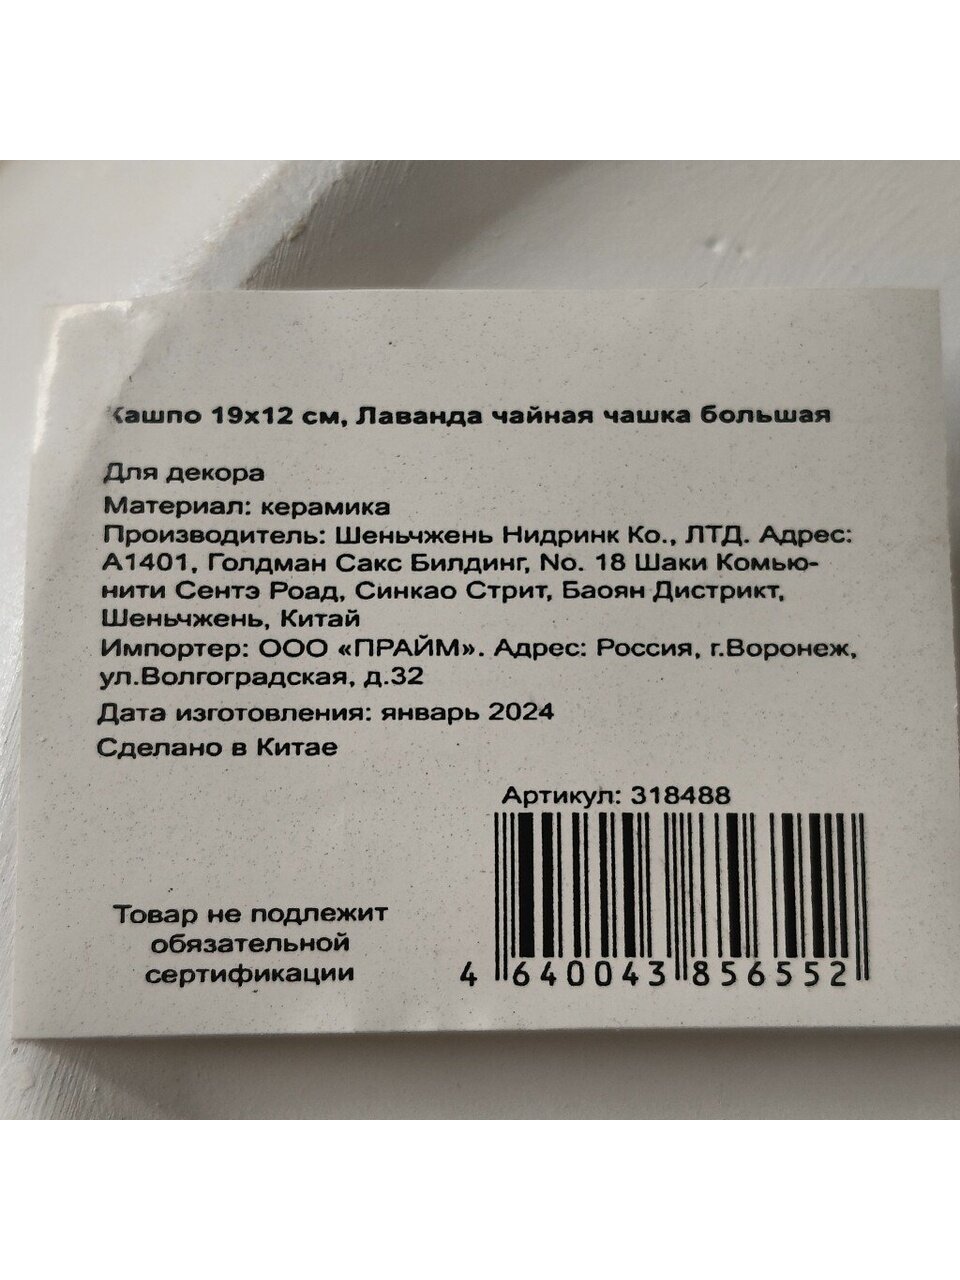 Кашпо 19x12 см, Лаванда чайная чашка большая
Для декора
Материал: керамика
Производитель: Шеньчжень Нидринк Ко., ЛТД. Адрес:
А1401, Голдман Сакс Билдинг, No. 18 Шаки Комью-
нити Сентэ Роад, Синкао Стрит, Баоян Дистрикт,
Шеньчжень, Китай
Импортер: ООО «ПРАЙМ». Адрес: Россия, г.Воронеж,
ул.Волгоградская, д.32
Дата изготовления: январь 2024
Сделано в Китае
Артикул: 318488
Товар не подлежит
обязательной
сертификации
4 640043 856552